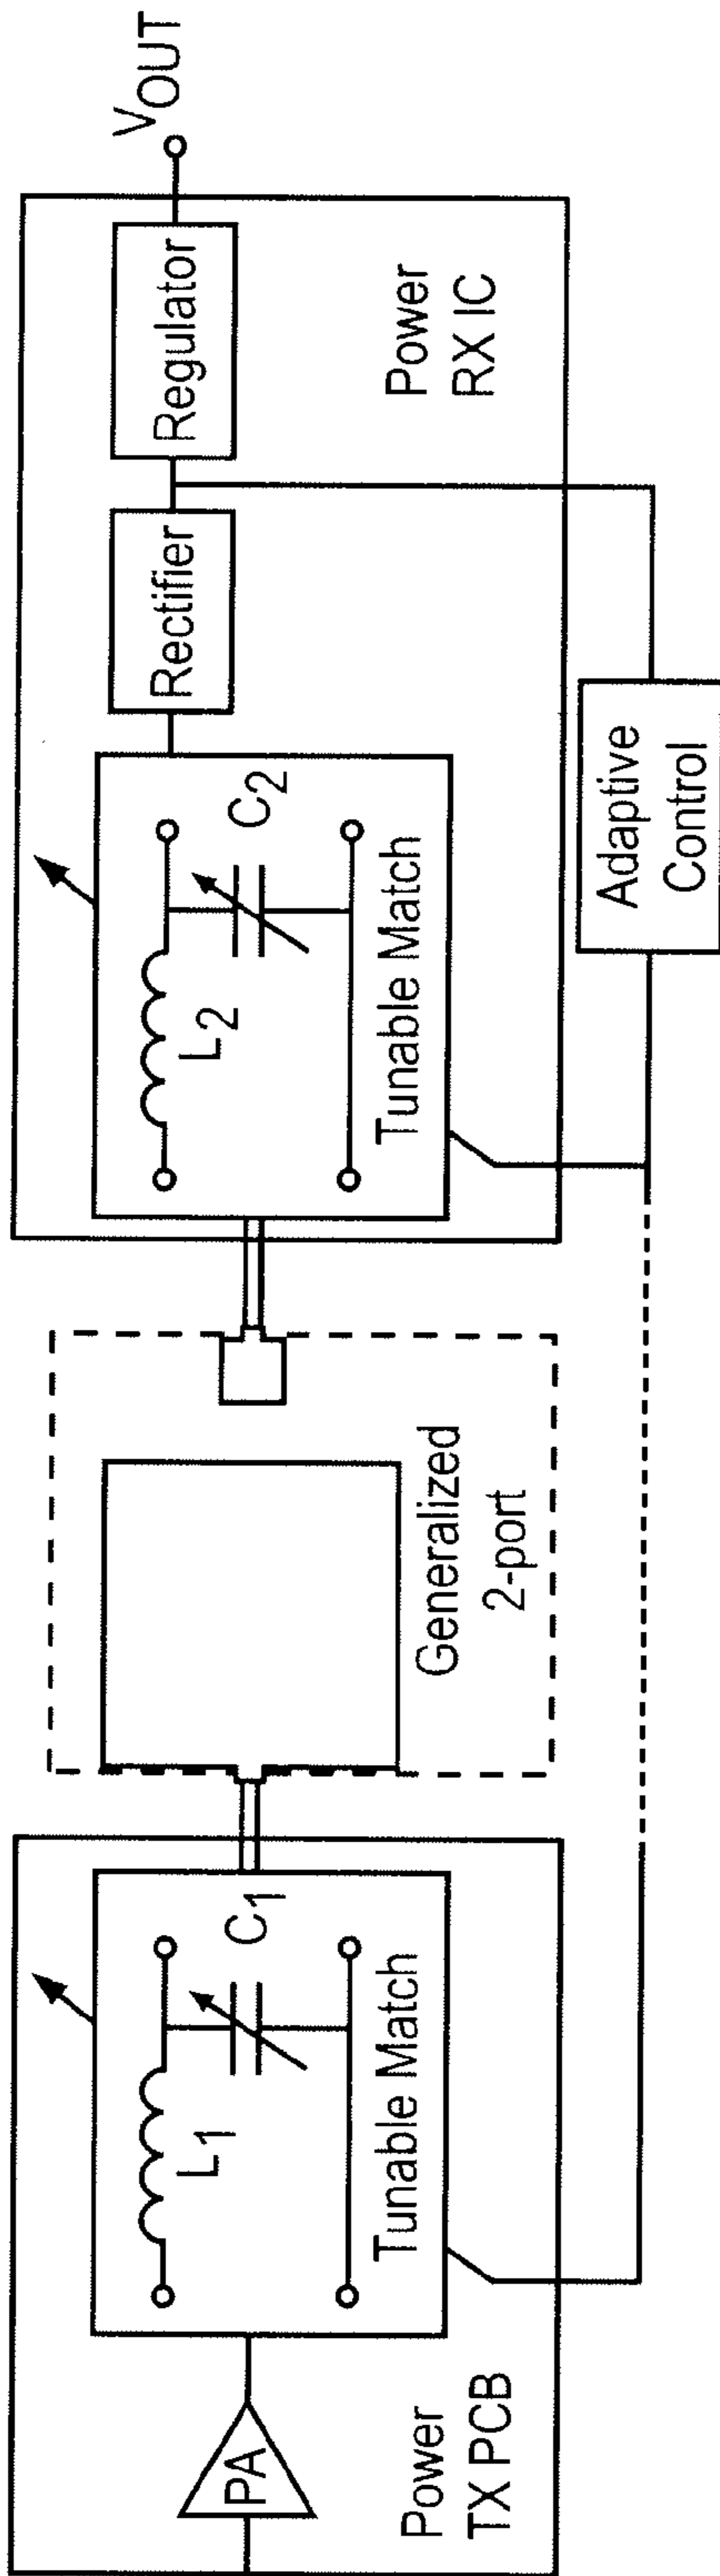 PA
Power
TX PCB
L1
C1
Tunable Match
Generalized
2-port
L2
C2
Tunable Match
Rectifier
Regulator
Power
RX IC
VOUT
Adaptive
Control